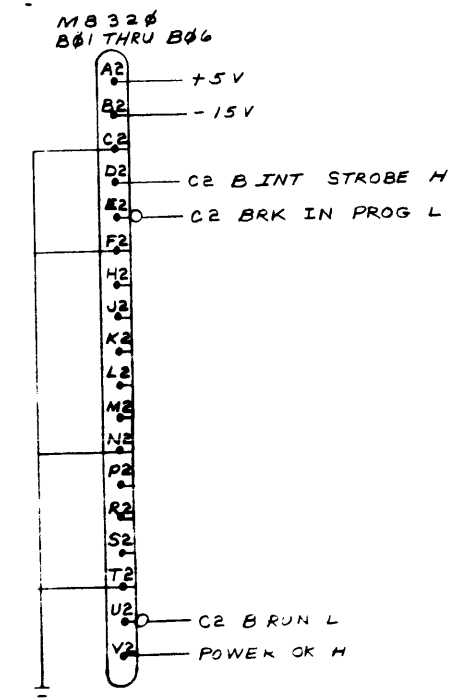 M832Ø
BØ1 THRU BØ6
A2 +5V
B2 -15V
C2
D2 C2 B INT STROBE H
E2 C2 BRK IN PROG L
F2
H2
J2
K2
L2
M2
N2
P2
R2
S2
T2
U2 C2 B RUN L
V2 POWER OK H